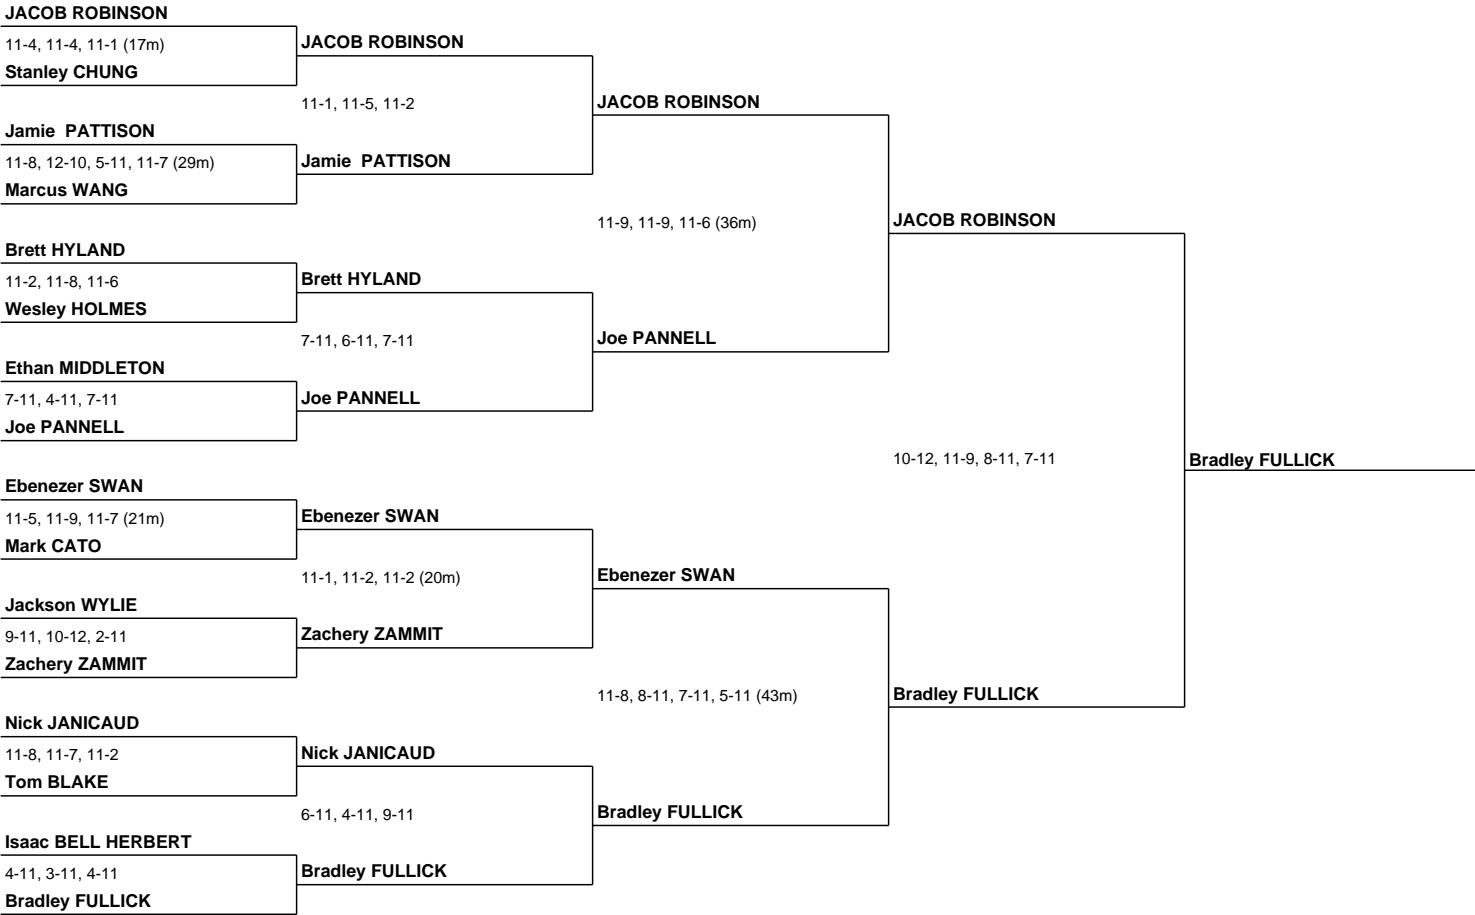 JACOB ROBINSON
11-4, 11-4, 11-1 (17m)
Stanley CHUNG
Jamie  PATTISON
11-8, 12-10, 5-11, 11-7 (29m)
Marcus WANG
Brett HYLAND
11-2, 11-8, 11-6
Wesley HOLMES
Ethan MIDDLETON
7-11, 4-11, 7-11
Joe PANNELL
Ebenezer SWAN
11-5, 11-9, 11-7 (21m)
Mark CATO
Jackson WYLIE
9-11, 10-12, 2-11
Zachery ZAMMIT
Nick JANICAUD
11-8, 11-7, 11-2
Tom BLAKE
Isaac BELL HERBERT
4-11, 3-11, 4-11
Bradley FULLICK
JACOB ROBINSON
11-1, 11-5, 11-2
Jamie  PATTISON
Brett HYLAND
7-11, 6-11, 7-11
Joe PANNELL
Ebenezer SWAN
11-1, 11-2, 11-2 (20m)
Zachery ZAMMIT
Nick JANICAUD
6-11, 4-11, 9-11
Bradley FULLICK
JACOB ROBINSON
11-9, 11-9, 11-6 (36m)
Joe PANNELL
Ebenezer SWAN
11-8, 8-11, 7-11, 5-11 (43m)
Bradley FULLICK
JACOB ROBINSON
10-12, 11-9, 8-11, 7-11
Bradley FULLICK
Bradley FULLICK